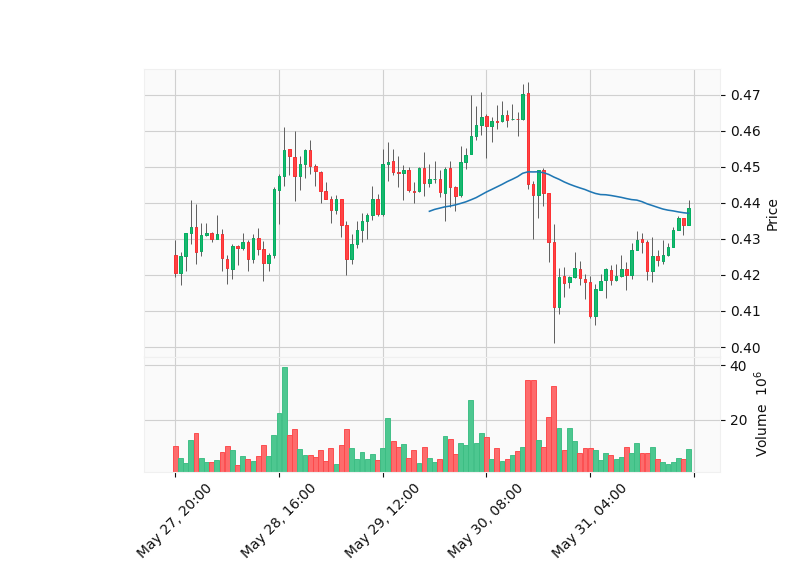 0.47
0.46
0.45
0.44
0.43
0.42
0.41
0.40
Price
40
20
Volume 10⁶
May 27, 20:00
May 28, 16:00
May 29, 12:00
May 30, 08:00
May 31, 04:00